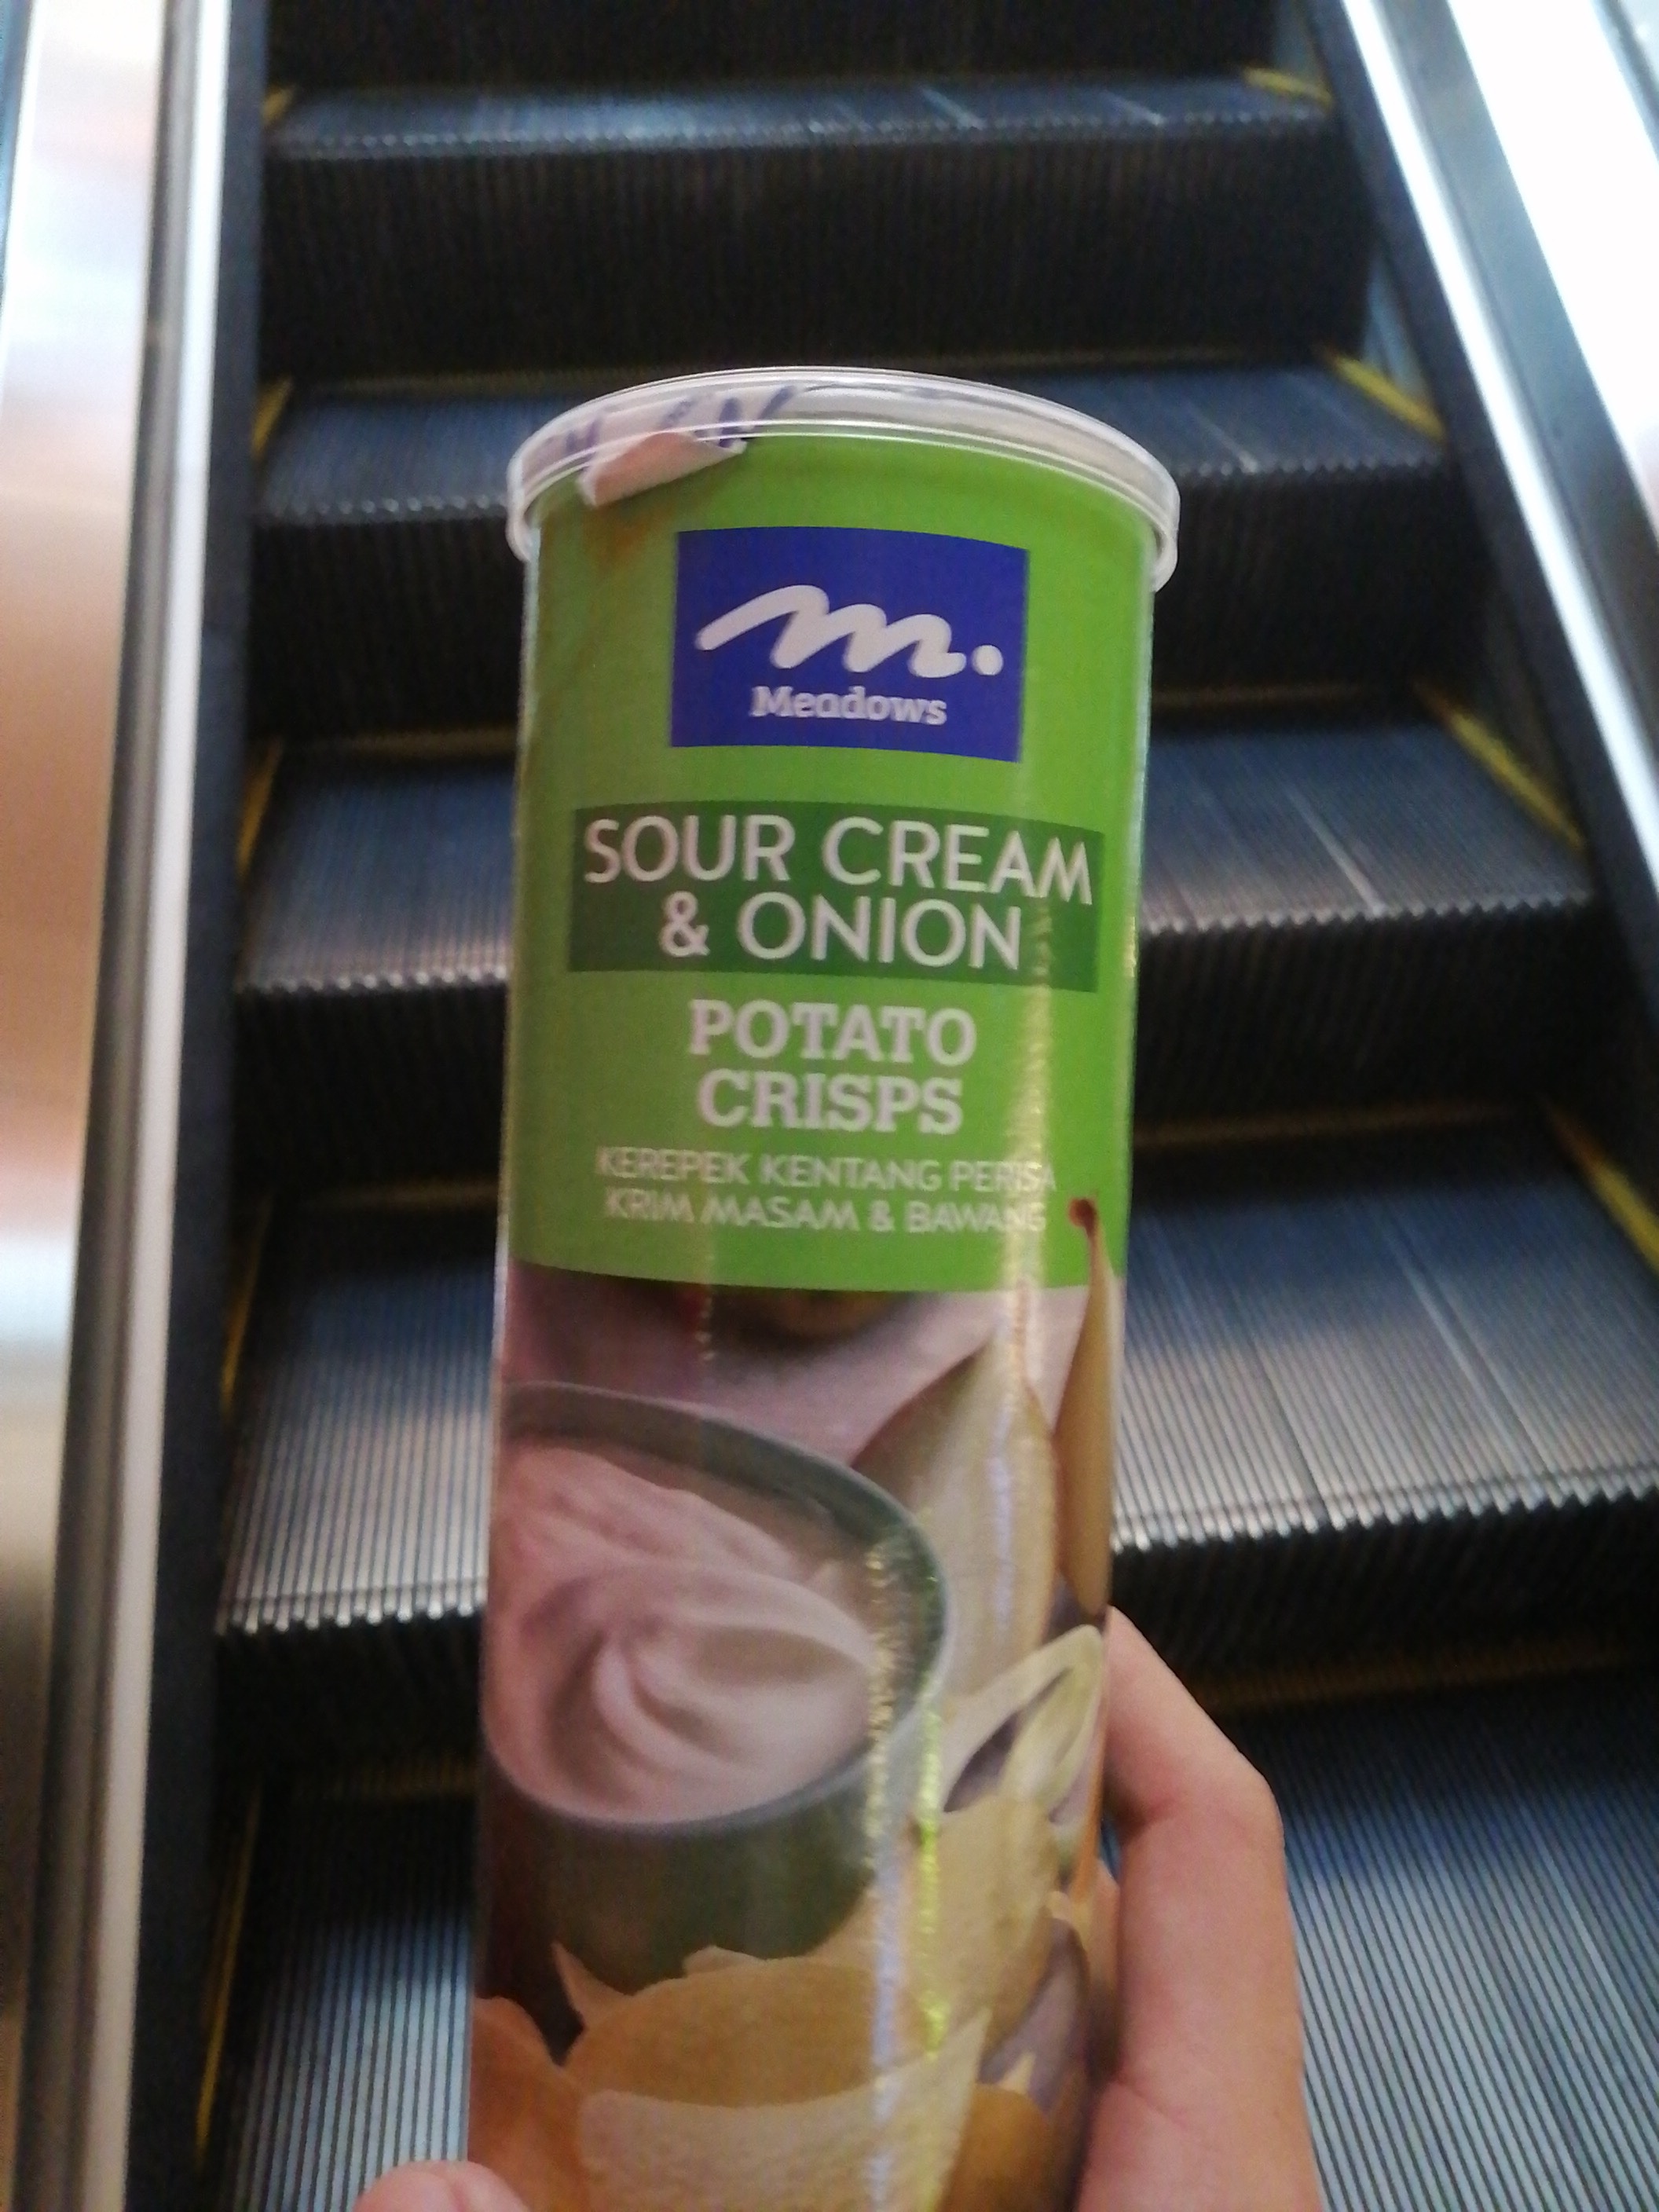 m.
Meadows
SOUR CREAM
& ONION
POTATO
CRISPS
KEREPEK KENTANG PERISA
KRIM MASAM & BAWANG